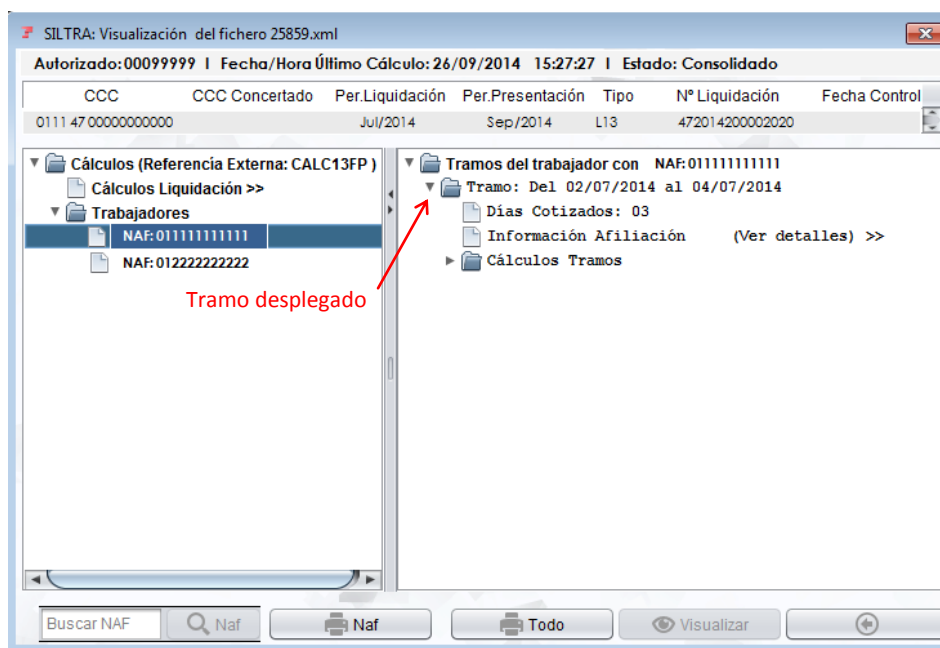 SILTRA: Visualización del fichero 25859.xml
Autorizado:00099999 I Fecha/Hora Último Cálculo: 26/09/2014 15:27:27 I Estado: Consolidado
CCC CCC Concertado Per.Liquidación Per.Presentación Tipo Nº Liquidación Fecha Control
0111 47 00000000000 Jul/2014 Sep/2014 L13 472014200002020
Cálculos (Referencía Externa: CALC13FP )
Cálculos Liquidación >>
Trabajadores
NAF: 011111111111
NAF: 012222222222
Tramo desplegado
Tramos del trabajador con NAF: 011111111111
Tramo: Del 02/07/2014 al 04/07/2014
Días Cotizados: 03
Información Afiliación (Ver detalles) >>
Cálculos Tramos
Buscar NAF Naf Naf Todo Visualizar